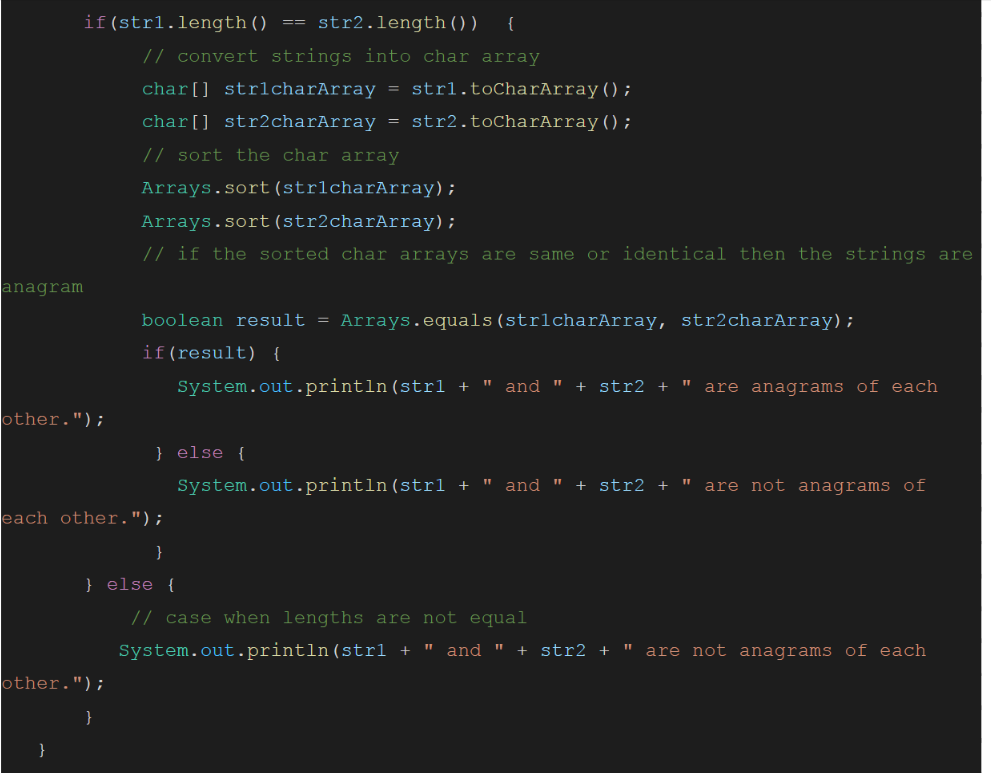 if(str1.length() == str2.length())  {
// convert strings into char array
char[] str1charArray = str1.toCharArray();
char[] str2charArray = str2.toCharArray();
// sort the char array
Arrays.sort(str1charArray);
Arrays.sort(str2charArray);
// if the sorted char arrays are same or identical then the strings are
anagram
boolean result = Arrays.equals(str1charArray, str2charArray);
if(result) {
System.out.println(str1 + " and " + str2 + " are anagrams of each
other.");
} else {
System.out.println(str1 + " and " + str2 + " are not anagrams of
each other.");
}
} else {
// case when lengths are not equal
System.out.println(str1 + " and " + str2 + " are not anagrams of each
other.");
}
}